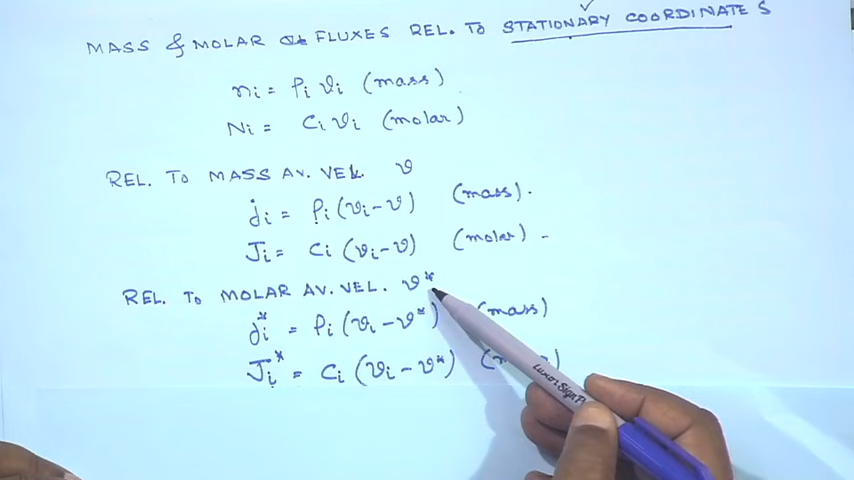 MASS & MOLAR FLUXES REL. TO STATIONARY COORDINATES
ni = ρi vi (mass)
Ni = Ci vi (molar)
REL. TO MASS AV. VEL v
ji = ρi (vi - v) (mass).
Ji = Ci (vi - v) (molar) -
REL. TO MOLAR AV. VEL. v*
ji* = ρi (vi - v*) (mass)
Ji* = Ci (vi - v*)
Luxor Sign